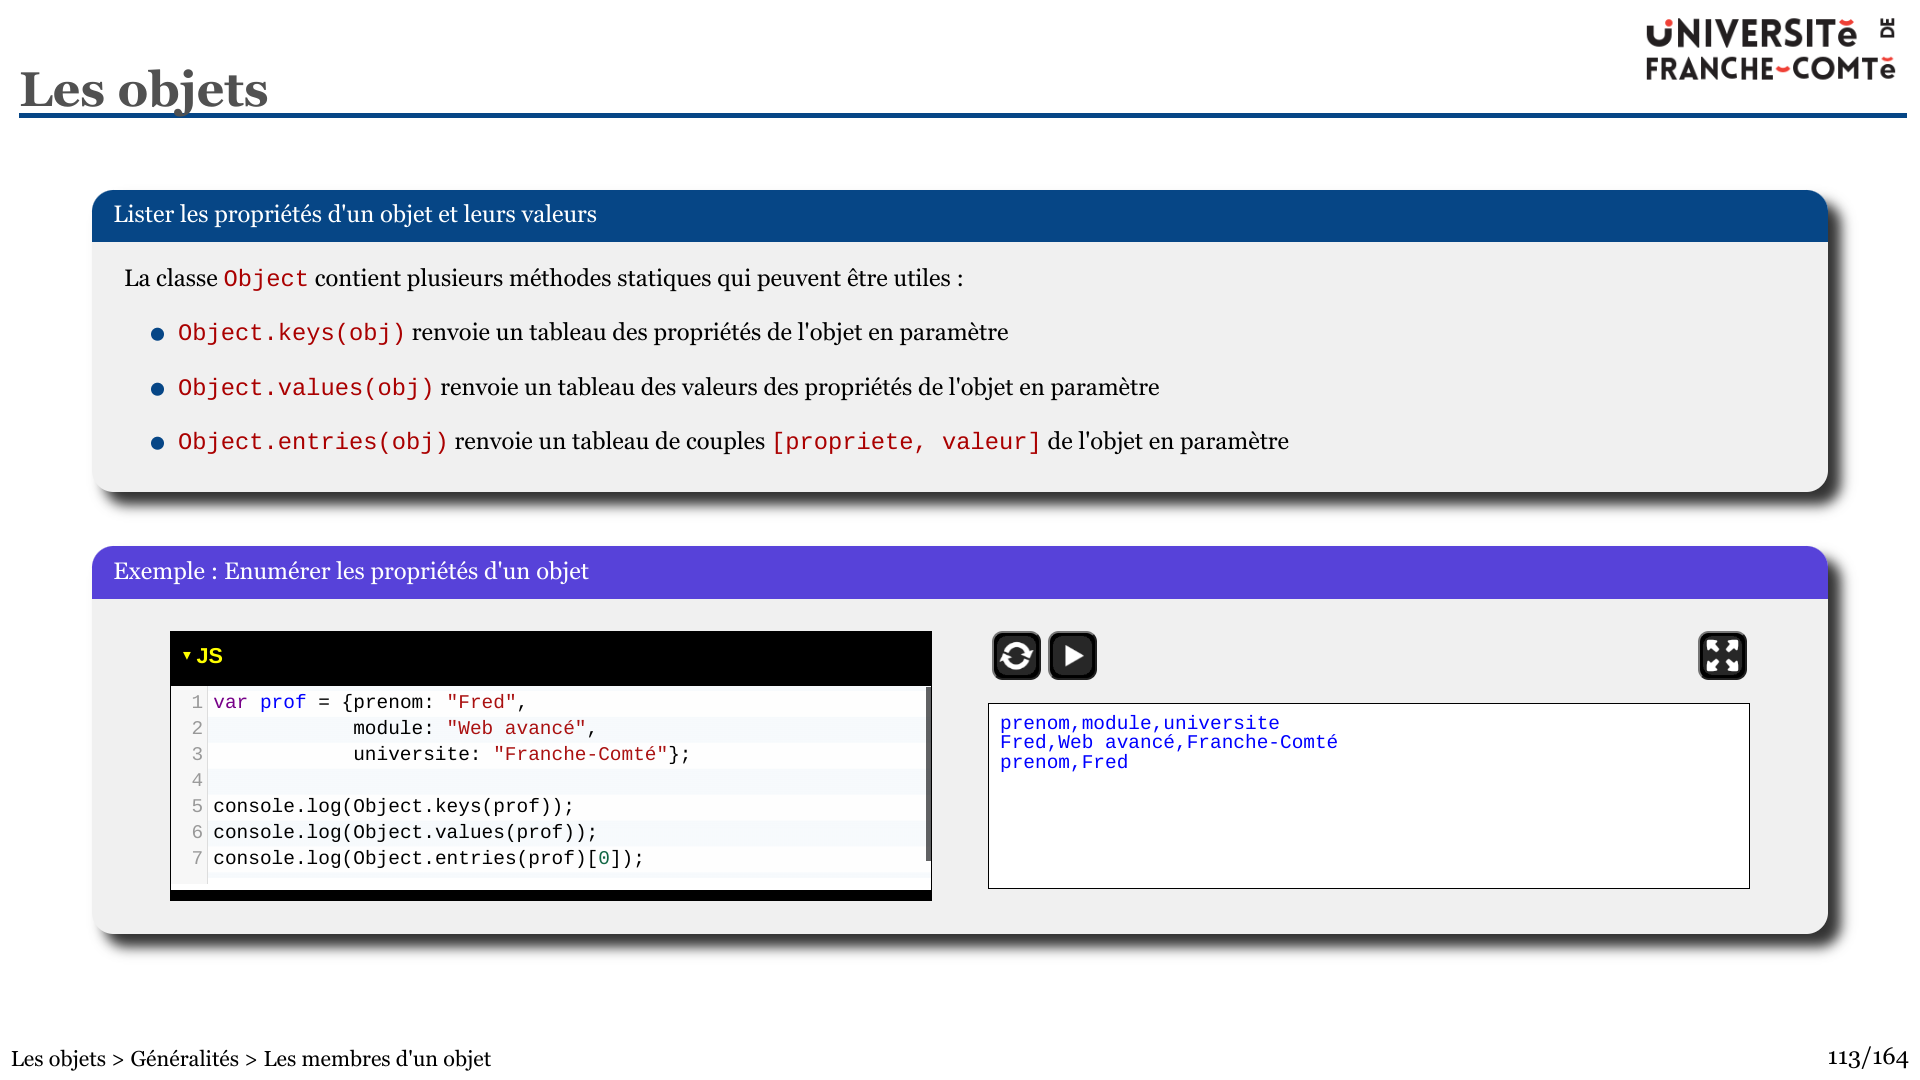 UNIVERSITÉ DE
FRANCHE-COMTÉ
Les objets
Lister les propriétés d'un objet et leurs valeurs
La classe Object contient plusieurs méthodes statiques qui peuvent être utiles :
Object.keys(obj) renvoie un tableau des propriétés de l'objet en paramètre
Object.values(obj) renvoie un tableau des valeurs des propriétés de l'objet en paramètre
Object.entries(obj) renvoie un tableau de couples [propriete, valeur] de l'objet en paramètre
Exemple : Enumérer les propriétés d'un objet
▾ JS
1 var prof = {prenom: "Fred",
2             module: "Web avancé",
3             universite: "Franche-Comté"};
4
5 console.log(Object.keys(prof));
6 console.log(Object.values(prof));
7 console.log(Object.entries(prof)[0]);
prenom,module,universite
Fred,Web avancé,Franche-Comté
prenom,Fred
Les objets > Généralités > Les membres d'un objet
113/164